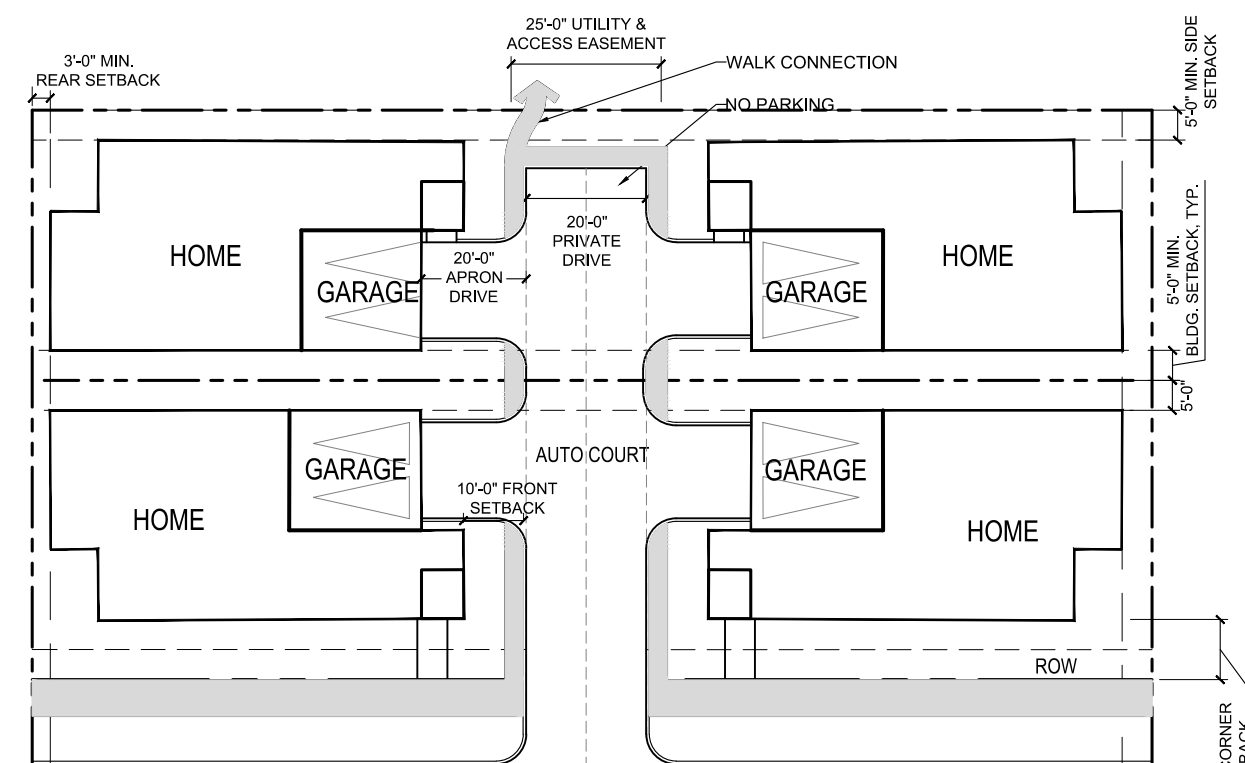 25'-0" UTILITY &
ACCESS EASEMENT
3'-0" MIN.
REAR SETBACK
WALK CONNECTION
NO PARKING
5'-0" MIN. SIDE
SETBACK
HOME
GARAGE
20'-0"
APRON
DRIVE
20'-0"
PRIVATE
DRIVE
GARAGE
HOME
5'-0" MIN.
BLDG. SETBACK, TYP.
5'-0"
GARAGE
HOME
10'-0" FRONT
SETBACK
AUTO COURT
GARAGE
HOME
ROW
CORNER